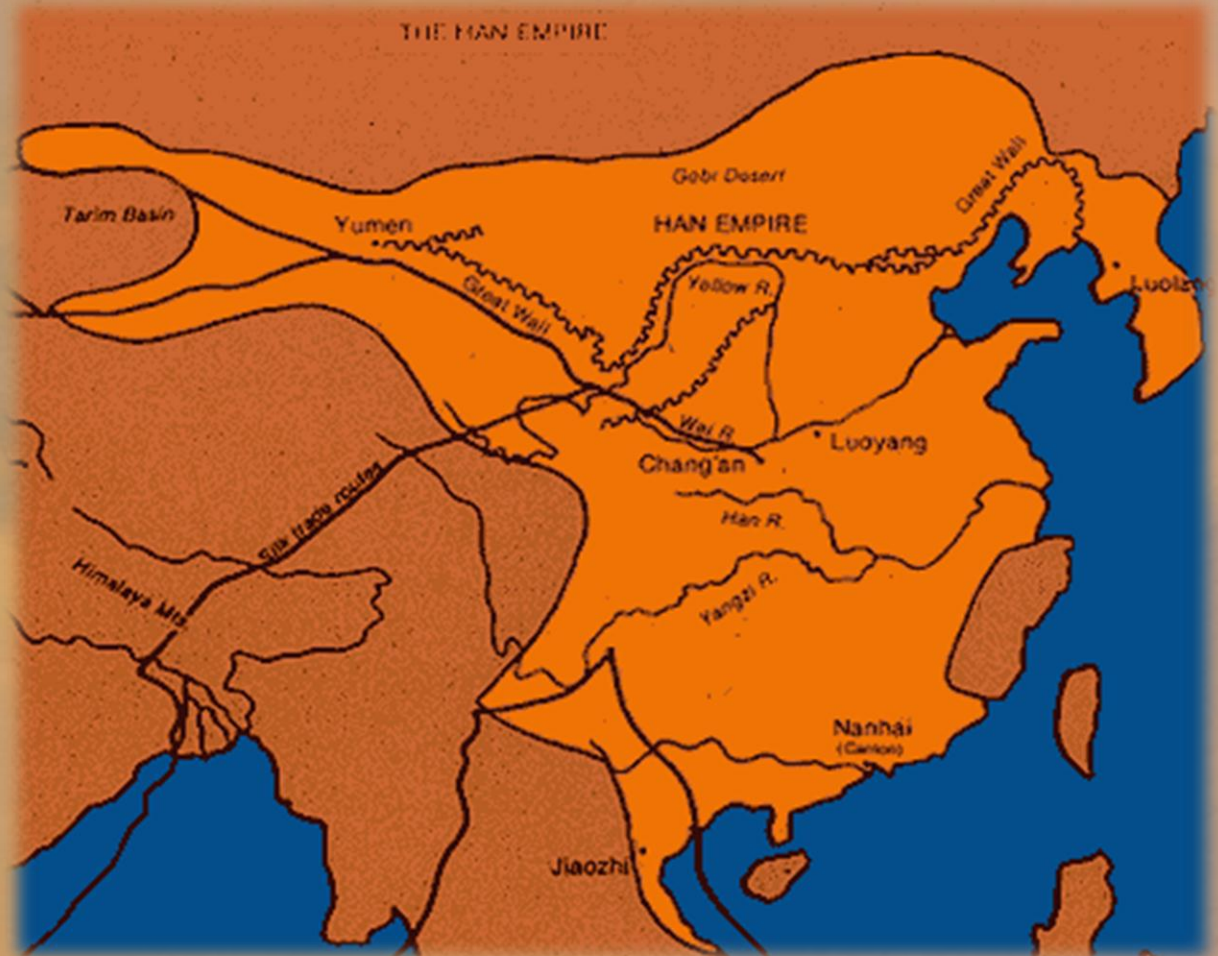 THE HAN EMPIRE
Gobi Desert
Great Wall
Tarim Basin
Yumen
HAN EMPIRE
Great Wall
Yellow R.
Wei R.
Luoyang
Chang'an
Han R.
Silk trade routes
Himalaya Mts.
Yangzi R.
Nanhai
(Canton)
Jiaozhi